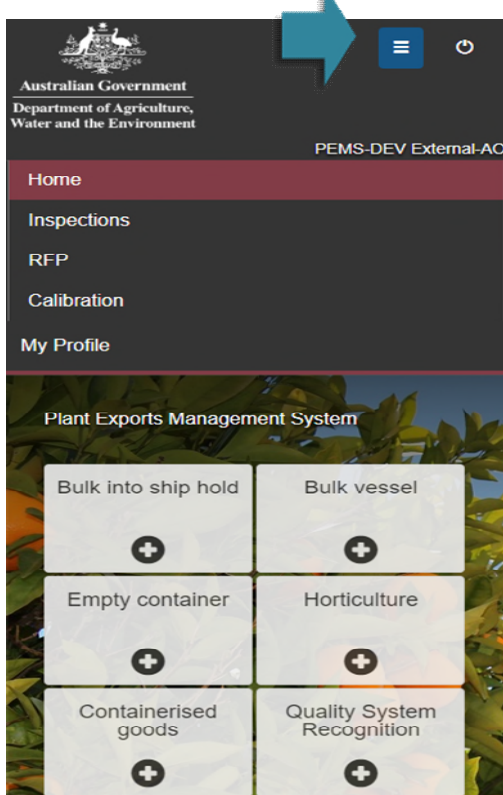 Australian Government
Department of Agriculture,
Water and the Environment
PEMS-DEV External-AO
Home
Inspections
RFP
Calibration
My Profile
Plant Exports Management System
Bulk into ship hold
Bulk vessel
Empty container
Horticulture
Containerised
goods
Quality System
Recognition